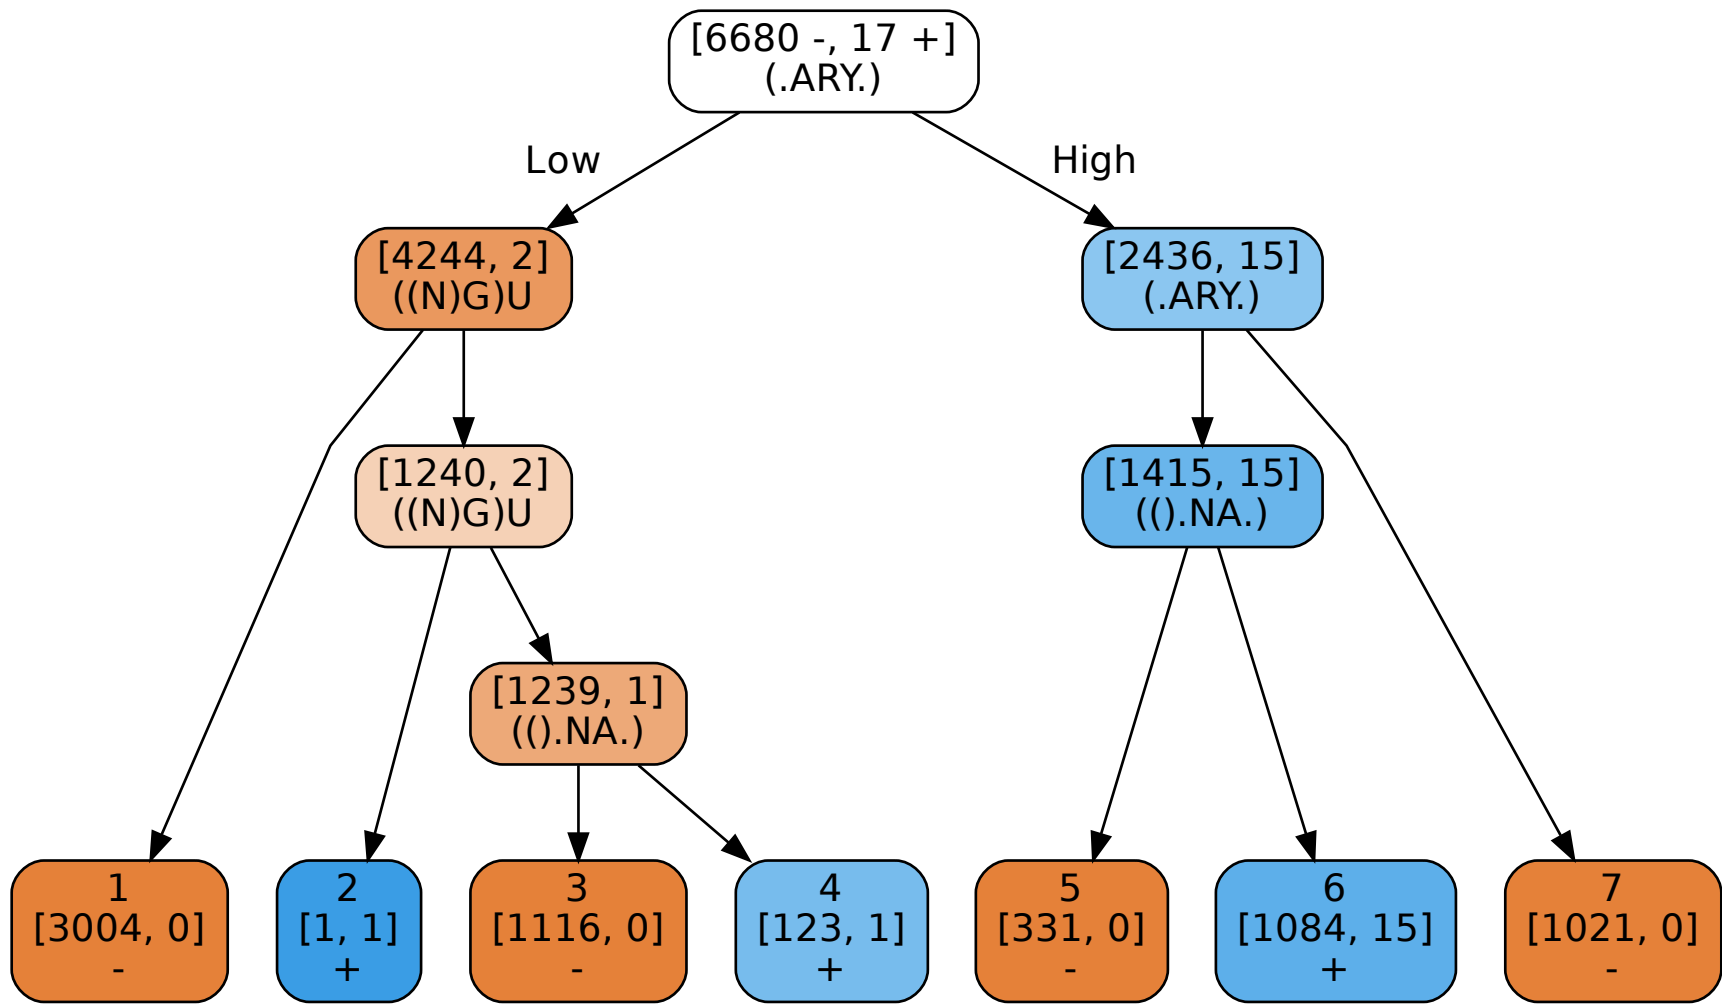 [6680 -, 17 +]
(.ARY.)
Low
High
[4244, 2]
((N)G)U
[2436, 15]
(.ARY.)
[1240, 2]
((N)G)U
[1415, 15]
(().NA.)
[1239, 1]
(().NA.)
1
[3004, 0]
-
2
[1, 1]
+
3
[1116, 0]
-
4
[123, 1]
+
5
[331, 0]
-
6
[1084, 15]
+
7
[1021, 0]
-